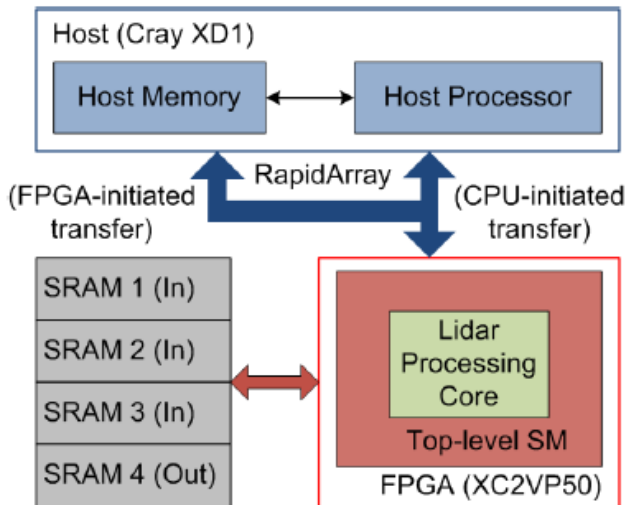 Host (Cray XD1)
Host Memory
Host Processor
RapidArray
(FPGA-initiated
transfer)
(CPU-initiated
transfer)
SRAM 1 (In)
SRAM 2 (In)
SRAM 3 (In)
SRAM 4 (Out)
Lidar
Processing
Core
Top-level SM
FPGA (XC2VP50)